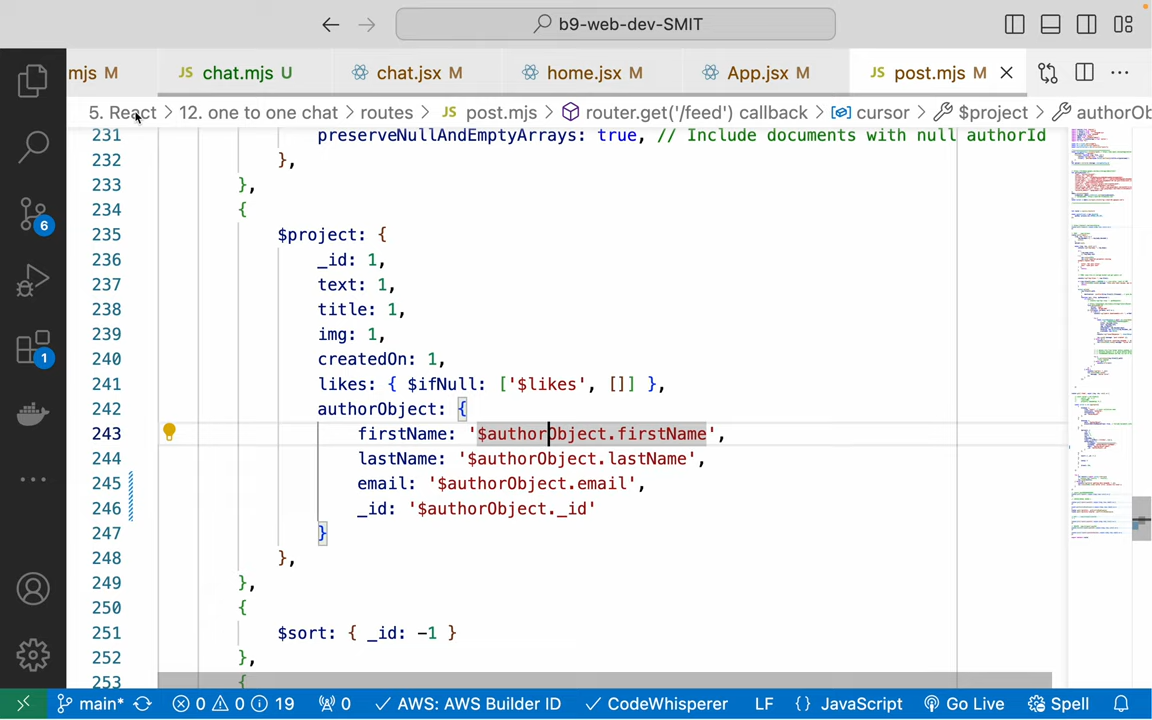 b9-web-dev-SMIT
mjs M
JS chat.mjs U
chat.jsx M
home.jsx M
App.jsx M
JS post.mjs M
5. React > 12. one to one chat > routes > JS post.mjs > router.get('/feed') callback > cursor > $project > authorOb
231 preserveNullAndEmptyArrays: true, // Include documents with null authorId
232 },
233 },
234 {
235 $project: {
236 _id: 1,
237 text: 1,
238 title: 1,
239 img: 1,
240 createdOn: 1,
241 likes: { $ifNull: ['$likes', []] },
242 authorObject: {
243 firstName: '$authorObject.firstName',
244 lastName: '$authorObject.lastName',
245 email: '$authorObject.email',
246 _id: '$authorObject._id'
247 }
248 },
249 },
250 {
251 $sort: { _id: -1 }
252 },
253 {
6
1
main* 0 0 19 0 AWS: AWS Builder ID CodeWhisperer LF {} JavaScript Go Live Spell